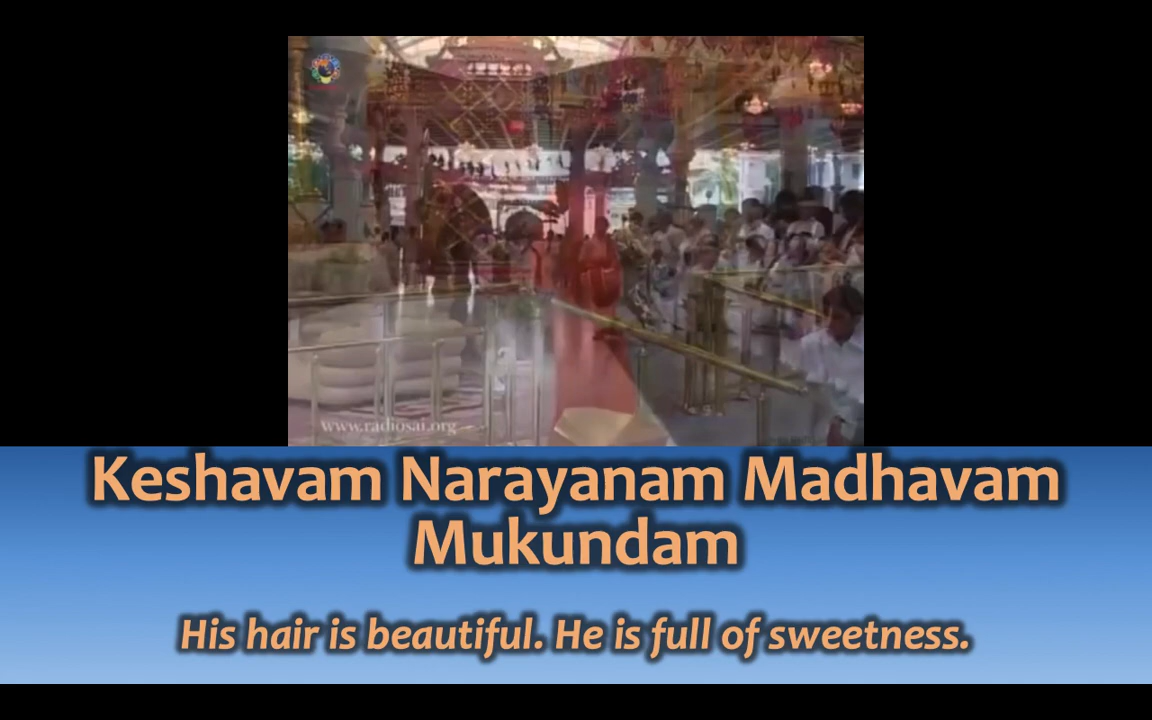 www.radiosai.org
Keshavam Narayanam Madhavam
Mukundam
His hair is beautiful. He is full of sweetness.